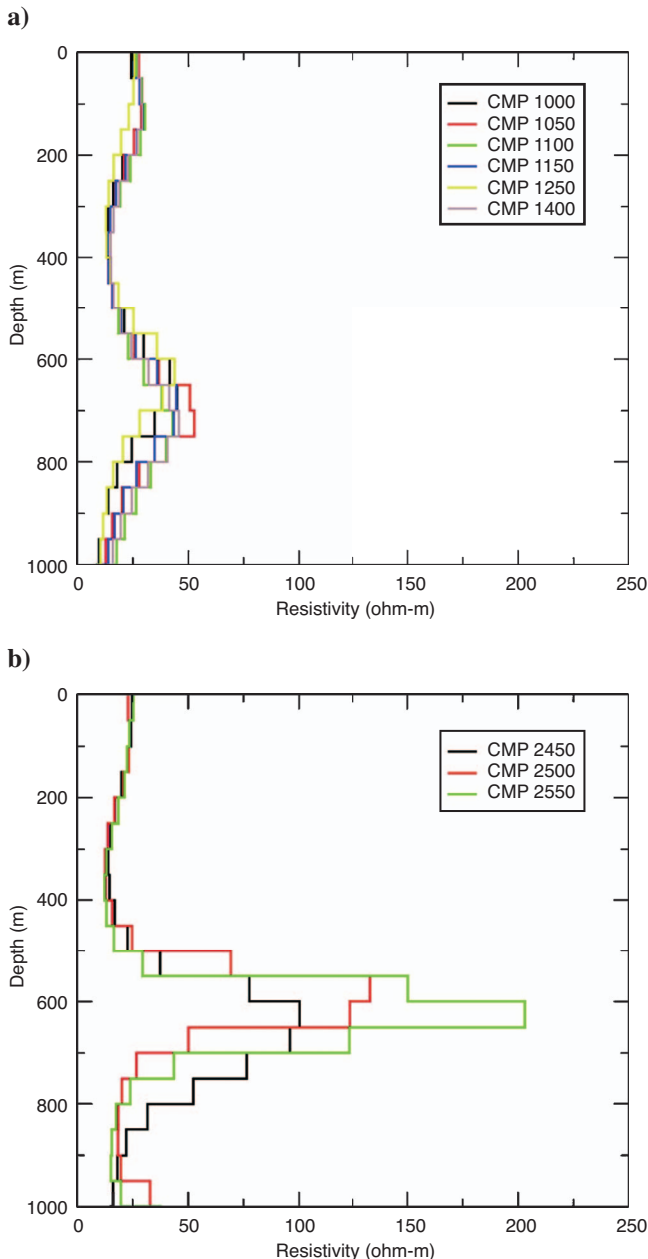 a)
0
200
400
600
800
1000
Depth (m)
CMP 1000
CMP 1050
CMP 1100
CMP 1150
CMP 1250
CMP 1400
0 50 100 150 200 250
Resistivity (ohm-m)
b)
0
200
400
600
800
1000
Depth (m)
CMP 2450
CMP 2500
CMP 2550
0 50 100 150 200 250
Resistivity (ohm-m)